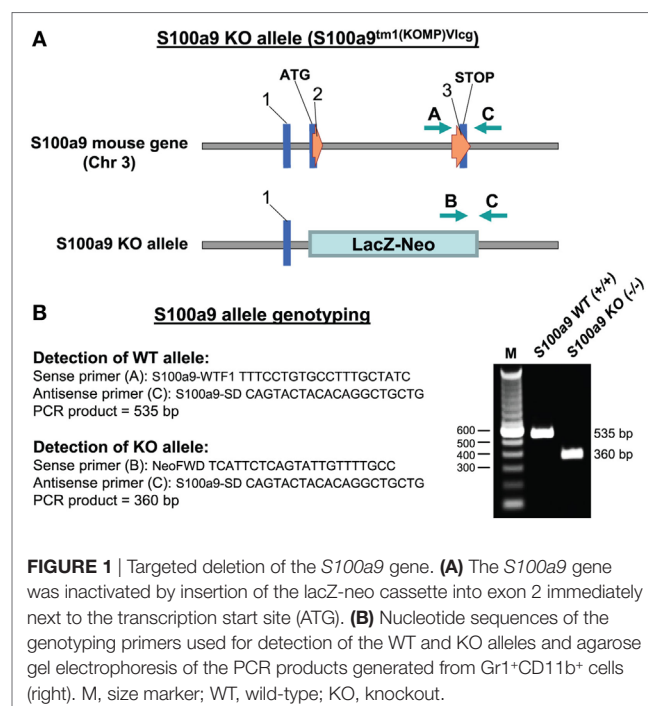 A
S100a9 KO allele (S100a9tm1(KOMP)Vlcg)
ATG
STOP
1
2
3
A
C
S100a9 mouse gene
(Chr 3)
1
B
C
S100a9 KO allele
LacZ-Neo
B
S100a9 allele genotyping
Detection of WT allele:
Sense primer (A): S100a9-WTF1 TTTCCTGTGCCTTTGCTATC
Antisense primer (C): S100a9-SD CAGTACTACACAGGCTGCTG
PCR product = 535 bp
Detection of KO allele:
Sense primer (B): NeoFWD TCATTCTCAGTATTGTTTTGCC
Antisense primer (C): S100a9-SD CAGTACTACACAGGCTGCTG
PCR product = 360 bp
M
S100a9 WT (+/+)
S100a9 KO (-/-)
600
500
400
300
535 bp
360 bp
FIGURE 1 | Targeted deletion of the S100a9 gene. (A) The S100a9 gene
was inactivated by insertion of the lacZ-neo cassette into exon 2 immediately
next to the transcription start site (ATG). (B) Nucleotide sequences of the
genotyping primers used for detection of the WT and KO alleles and agarose
gel electrophoresis of the PCR products generated from Gr1⁺CD11b⁺ cells
(right). M, size marker; WT, wild-type; KO, knockout.